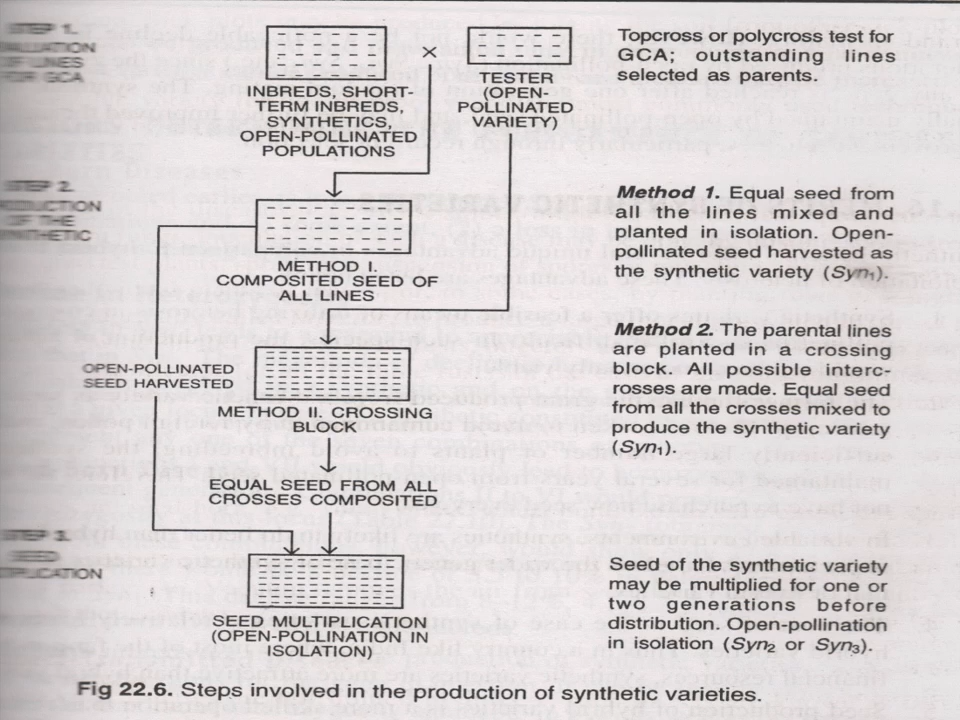 STEP 1.
OF LINES
FOR GCA
×
INBREDS, SHORT-
TERM INBREDS,
SYNTHETICS,
OPEN-POLLINATED
POPULATIONS
TESTER
(OPEN-
POLLINATED
VARIETY)
Topcross or polycross test for
GCA; outstanding lines
selected as parents.
STEP 2.
OF THE
METHOD I.
COMPOSITED SEED OF
ALL LINES
Method 1. Equal seed from
all the lines mixed and
planted in isolation. Open-
pollinated seed harvested as
the synthetic variety (Syn₁).
OPEN-POLLINATED
SEED HARVESTED
METHOD II. CROSSING
BLOCK
EQUAL SEED FROM ALL
CROSSES COMPOSITED
Method 2. The parental lines
are planted in a crossing
block. All possible interc-
rosses are made. Equal seed
from all the crosses mixed to
produce the synthetic variety
(Syn₁).
STEP 3.
SEED
SEED MULTIPLICATION
(OPEN-POLLINATION IN
ISOLATION)
Seed of the synthetic variety
may be multiplied for one or
two generations before
distribution. Open-pollination
in isolation (Syn₂ or Syn₃).
Fig 22.6. Steps involved in the production of synthetic varieties.